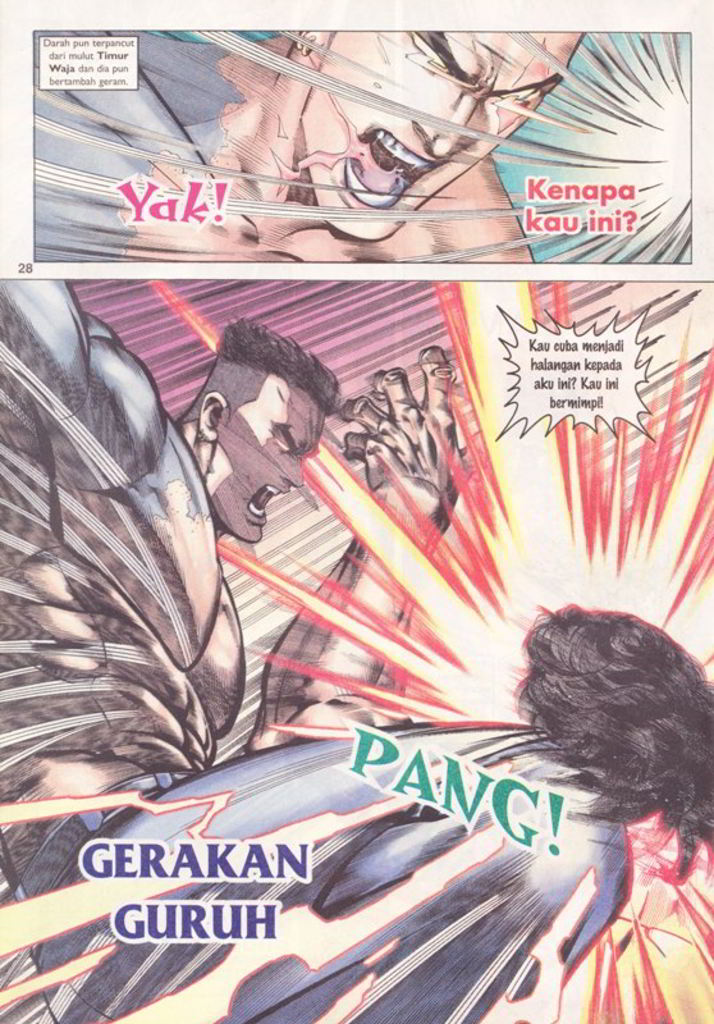 Darah pun terpancut
dari mulut Timur
Waja dan dia pun
bertambah geram.
Yak!
Kenapa
kau ini?
28
Kau cuba menjadi
halangan kepada
aku ini? Kau ini
bermimpi!
PANG!
GERAKAN
GURUH